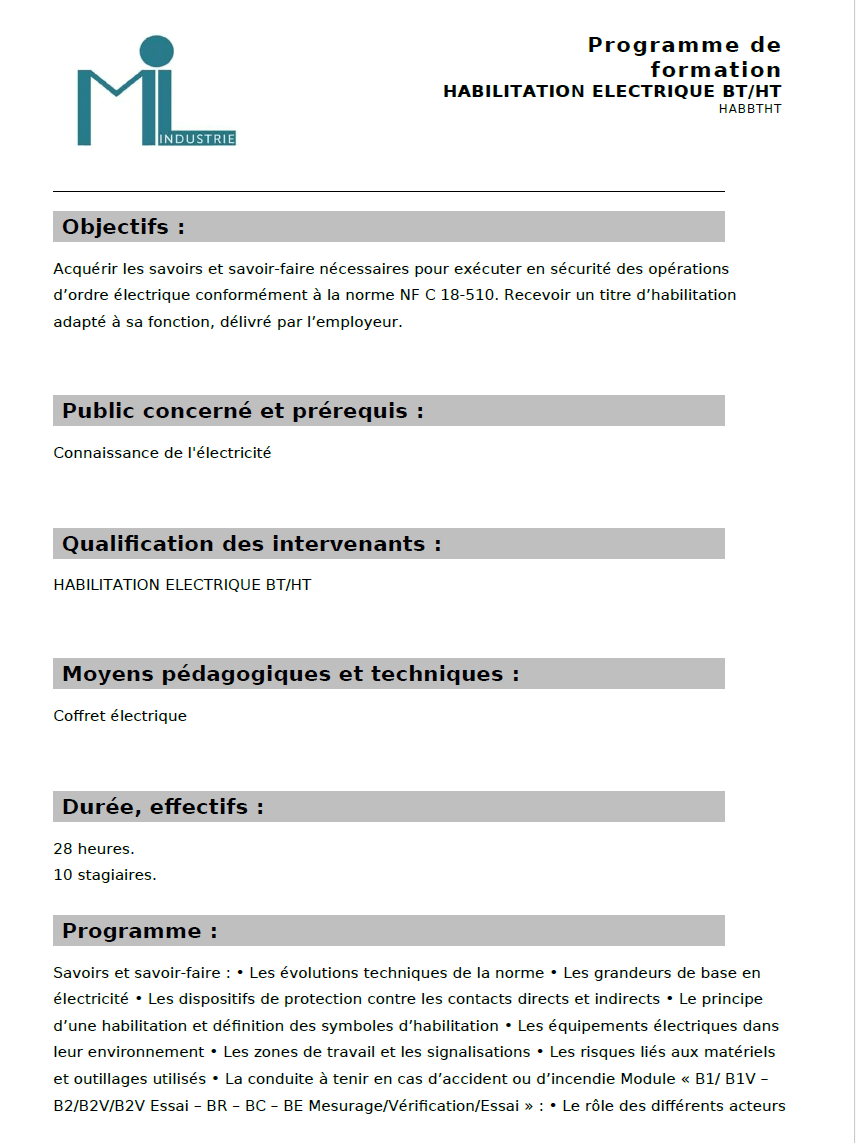 MIL
INDUSTRIE
Programme de
formation
HABILITATION ELECTRIQUE BT/HT
HABBTHT
Objectifs :
Acquérir les savoirs et savoir-faire nécessaires pour exécuter en sécurité des opérations
d’ordre électrique conformément à la norme NF C 18-510. Recevoir un titre d’habilitation
adapté à sa fonction, délivré par l’employeur.
Public concerné et prérequis :
Connaissance de l'électricité
Qualification des intervenants :
HABILITATION ELECTRIQUE BT/HT
Moyens pédagogiques et techniques :
Coffret électrique
Durée, effectifs :
28 heures.
10 stagiaires.
Programme :
Savoirs et savoir-faire : • Les évolutions techniques de la norme • Les grandeurs de base en
électricité • Les dispositifs de protection contre les contacts directs et indirects • Le principe
d’une habilitation et définition des symboles d’habilitation • Les équipements électriques dans
leur environnement • Les zones de travail et les signalisations • Les risques liés aux matériels
et outillages utilisés • La conduite à tenir en cas d’accident ou d’incendie Module « B1/ B1V –
B2/B2V/B2V Essai – BR – BC – BE Mesurage/Vérification/Essai » : • Le rôle des différents acteurs